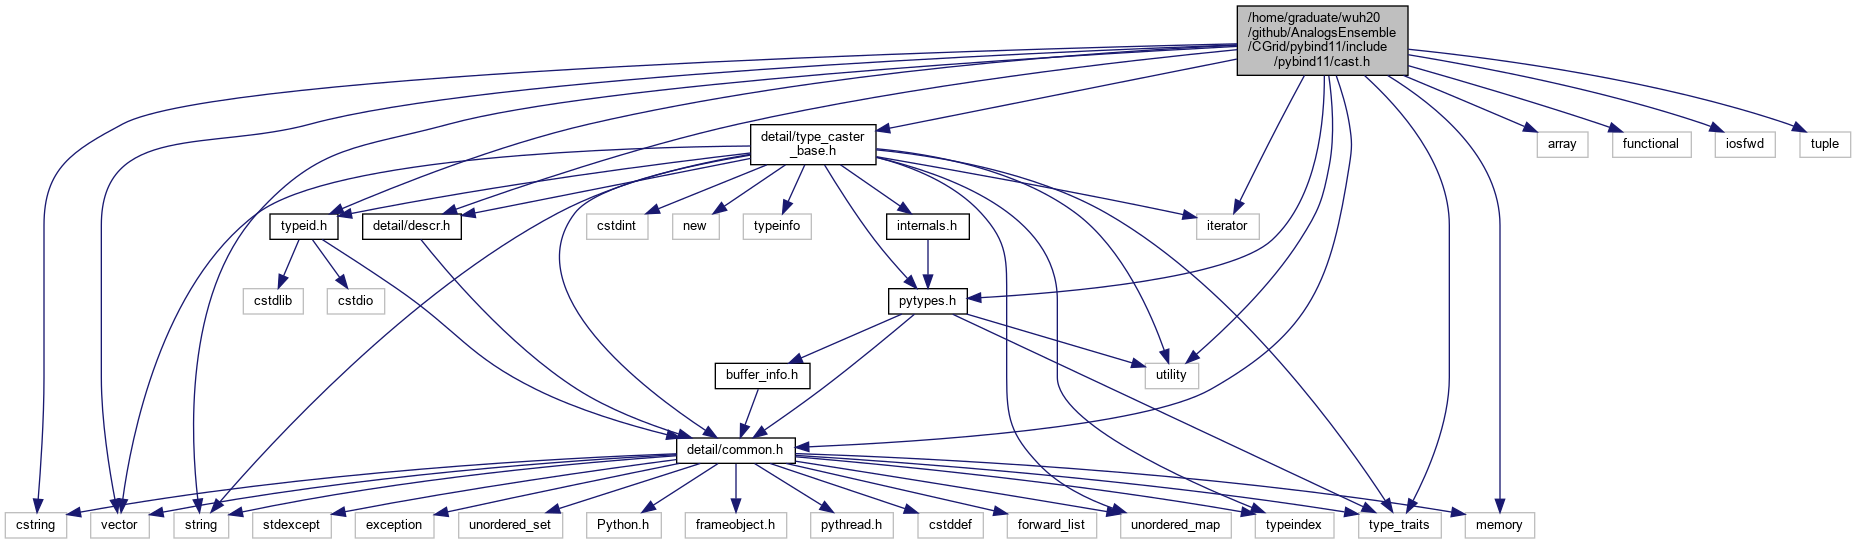 /home/graduate/wuh20
/github/AnalogsEnsemble
/CGrid/pybind11/include
/pybind11/cast.h
detail/type_caster
_base.h
array
functional
iosfwd
tuple
typeid.h
detail/descr.h
cstdint
new
typeinfo
internals.h
iterator
cstdlib
cstdio
pytypes.h
buffer_info.h
utility
detail/common.h
cstring
vector
string
stdexcept
exception
unordered_set
Python.h
frameobject.h
pythread.h
cstddef
forward_list
unordered_map
typeindex
type_traits
memory